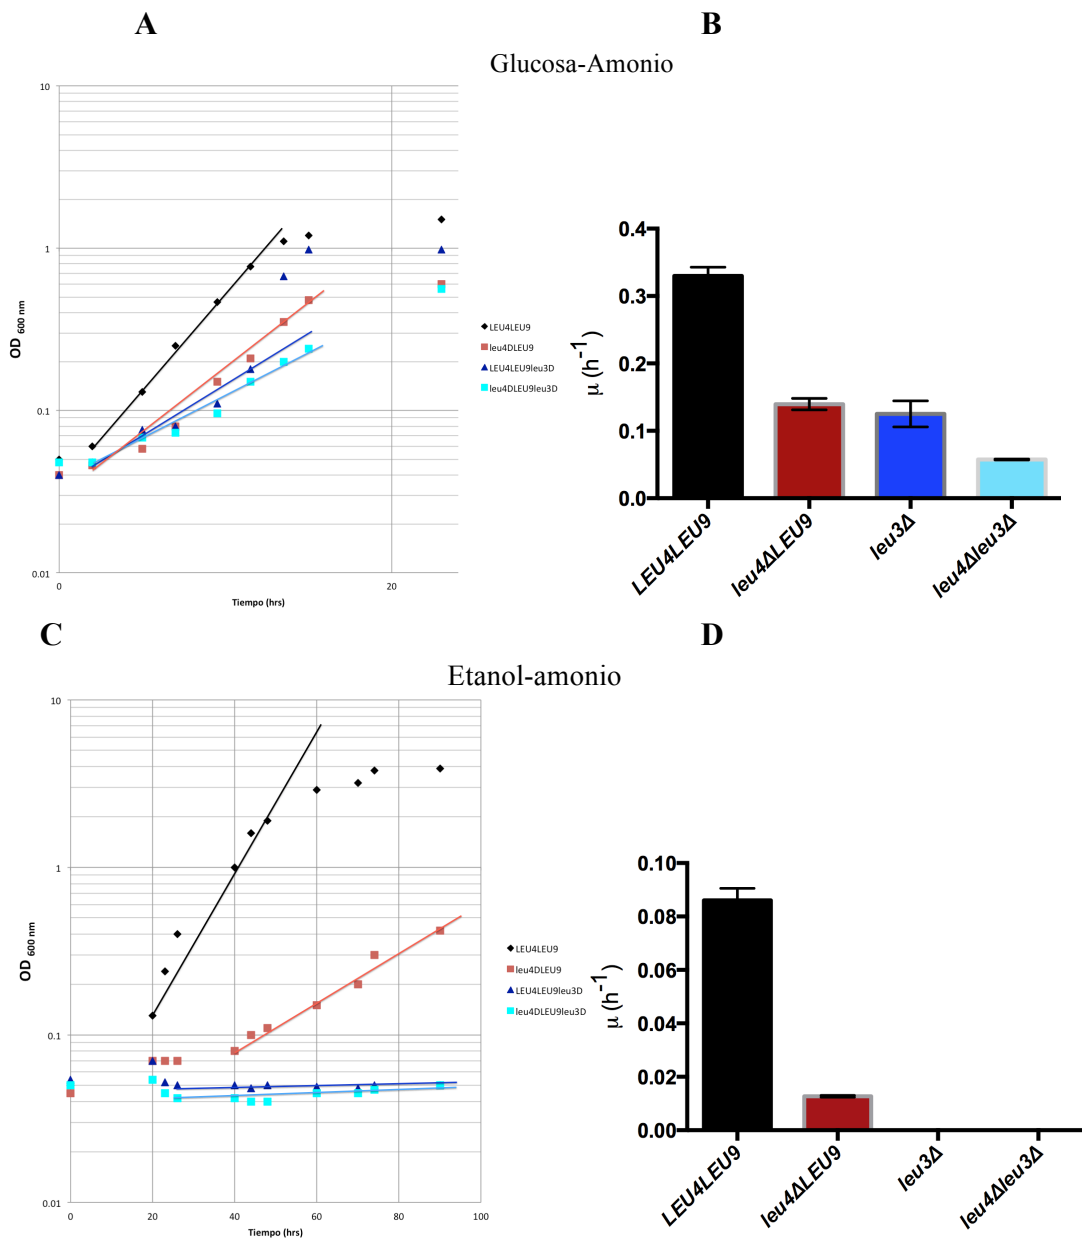 A
B
Glucosa-Amonio
10
1
0.1
0.01
0
20
OD 600 nm
Tiempo (hrs)
LEU4LEU9
leu4DLEU9
LEU4LEU9leu3D
leu4DLEU9leu3D
0.4
0.3
0.2
0.1
0.0
μ (h⁻¹)
LEU4LEU9
leu4ΔLEU9
leu3Δ
leu4Δleu3Δ
C
D
Etanol-amonio
10
1
0.1
0.01
0
20
40
60
80
100
OD 600 nm
Tiempo (hrs)
LEU4LEU9
leu4DLEU9
LEU4LEU9leu3D
leu4DLEU9leu3D
0.10
0.08
0.06
0.04
0.02
0.00
μ (h⁻¹)
LEU4LEU9
leu4ΔLEU9
leu3Δ
leu4Δleu3Δ